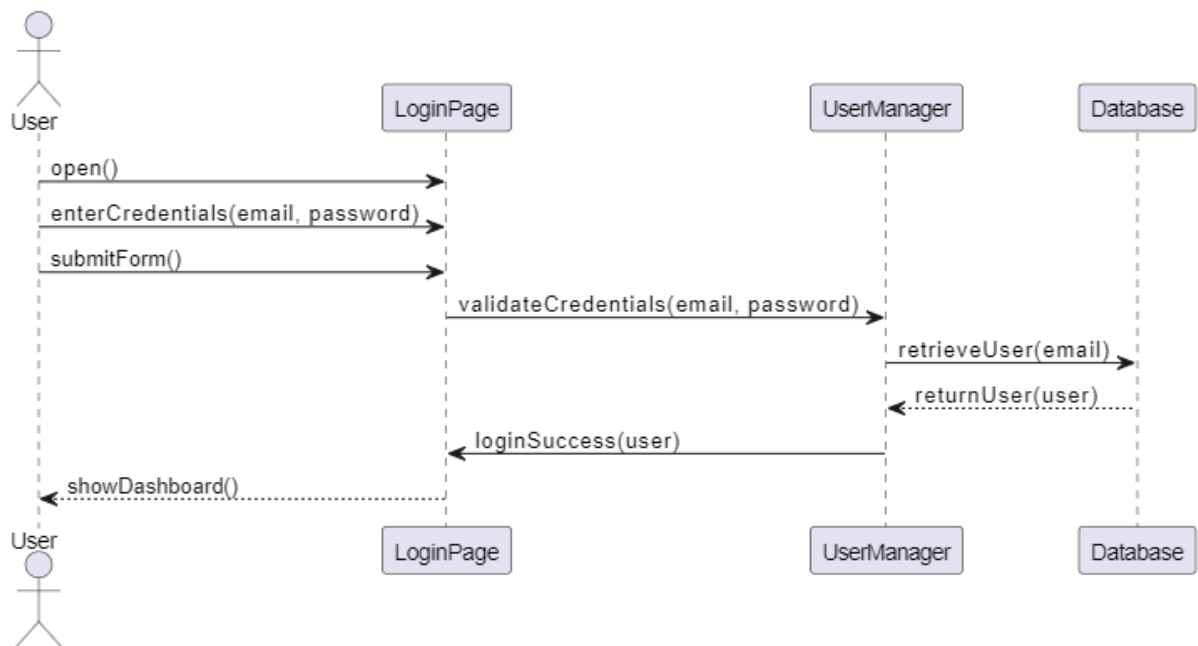 User
LoginPage
UserManager
Database
open()
enterCredentials(email, password)
submitForm()
validateCredentials(email, password)
retrieveUser(email)
returnUser(user)
loginSuccess(user)
showDashboard()
User
LoginPage
UserManager
Database